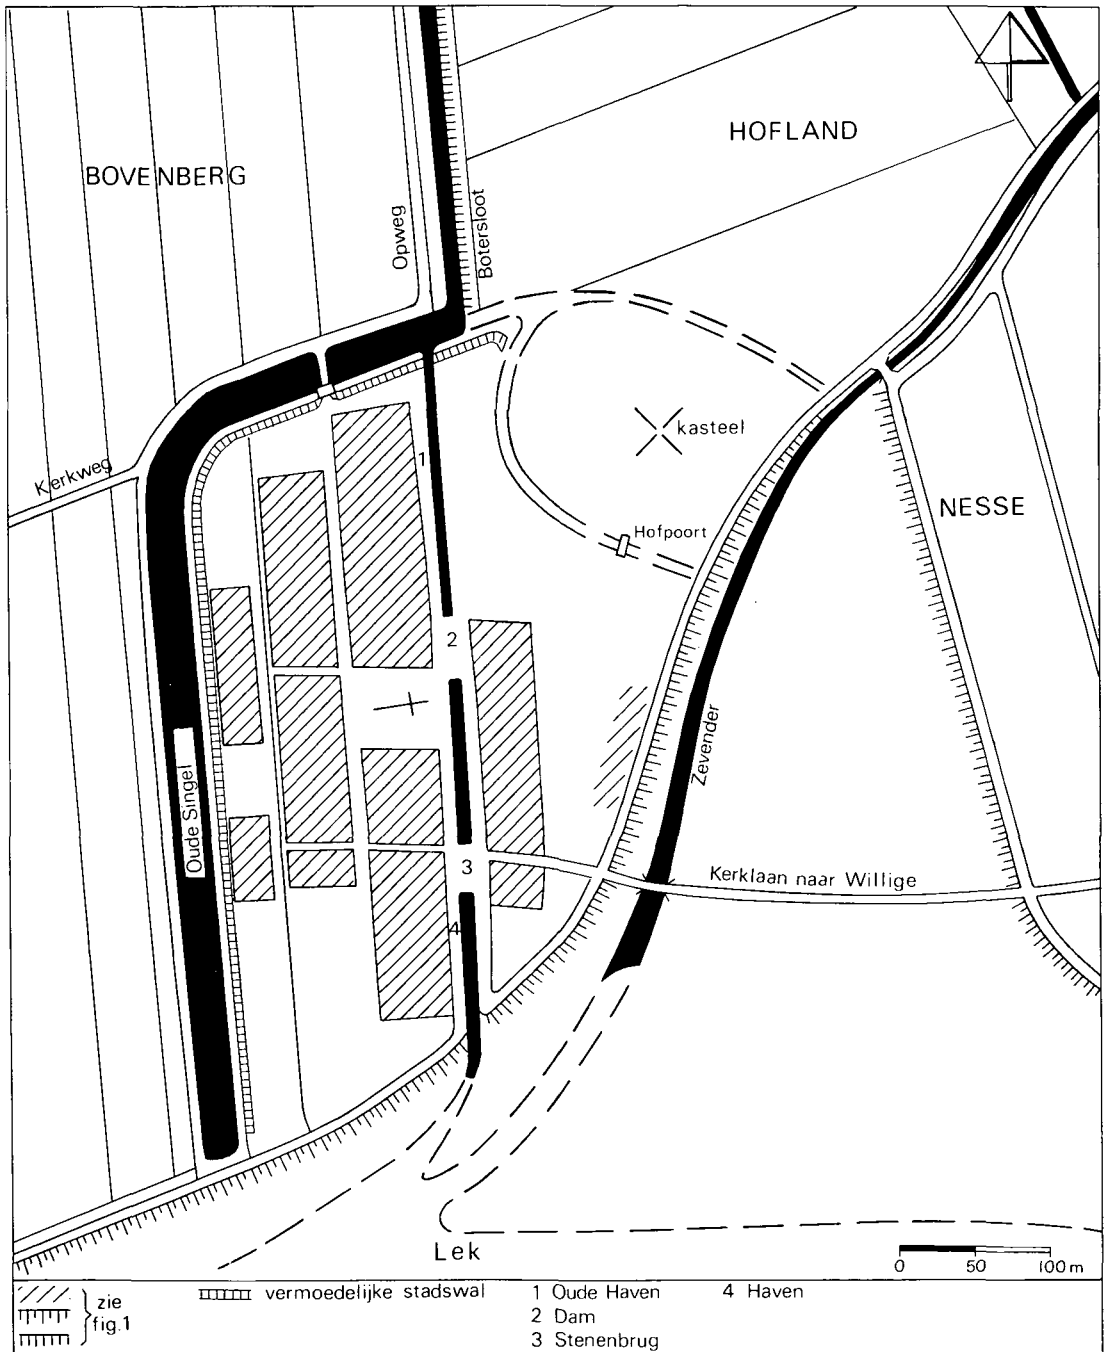 HOFLAND
BOVENBERG
Opweg
Botersloot
kasteel
Kerkweg
1
NESSE
Hofpoort
2
Zevender
Oude Singel
3
Kerklaan naar Willige
4
Lek
0 50 100 m
zie
fig.1
vermoedelijke stadswal
1 Oude Haven
2 Dam
3 Stenenbrug
4 Haven